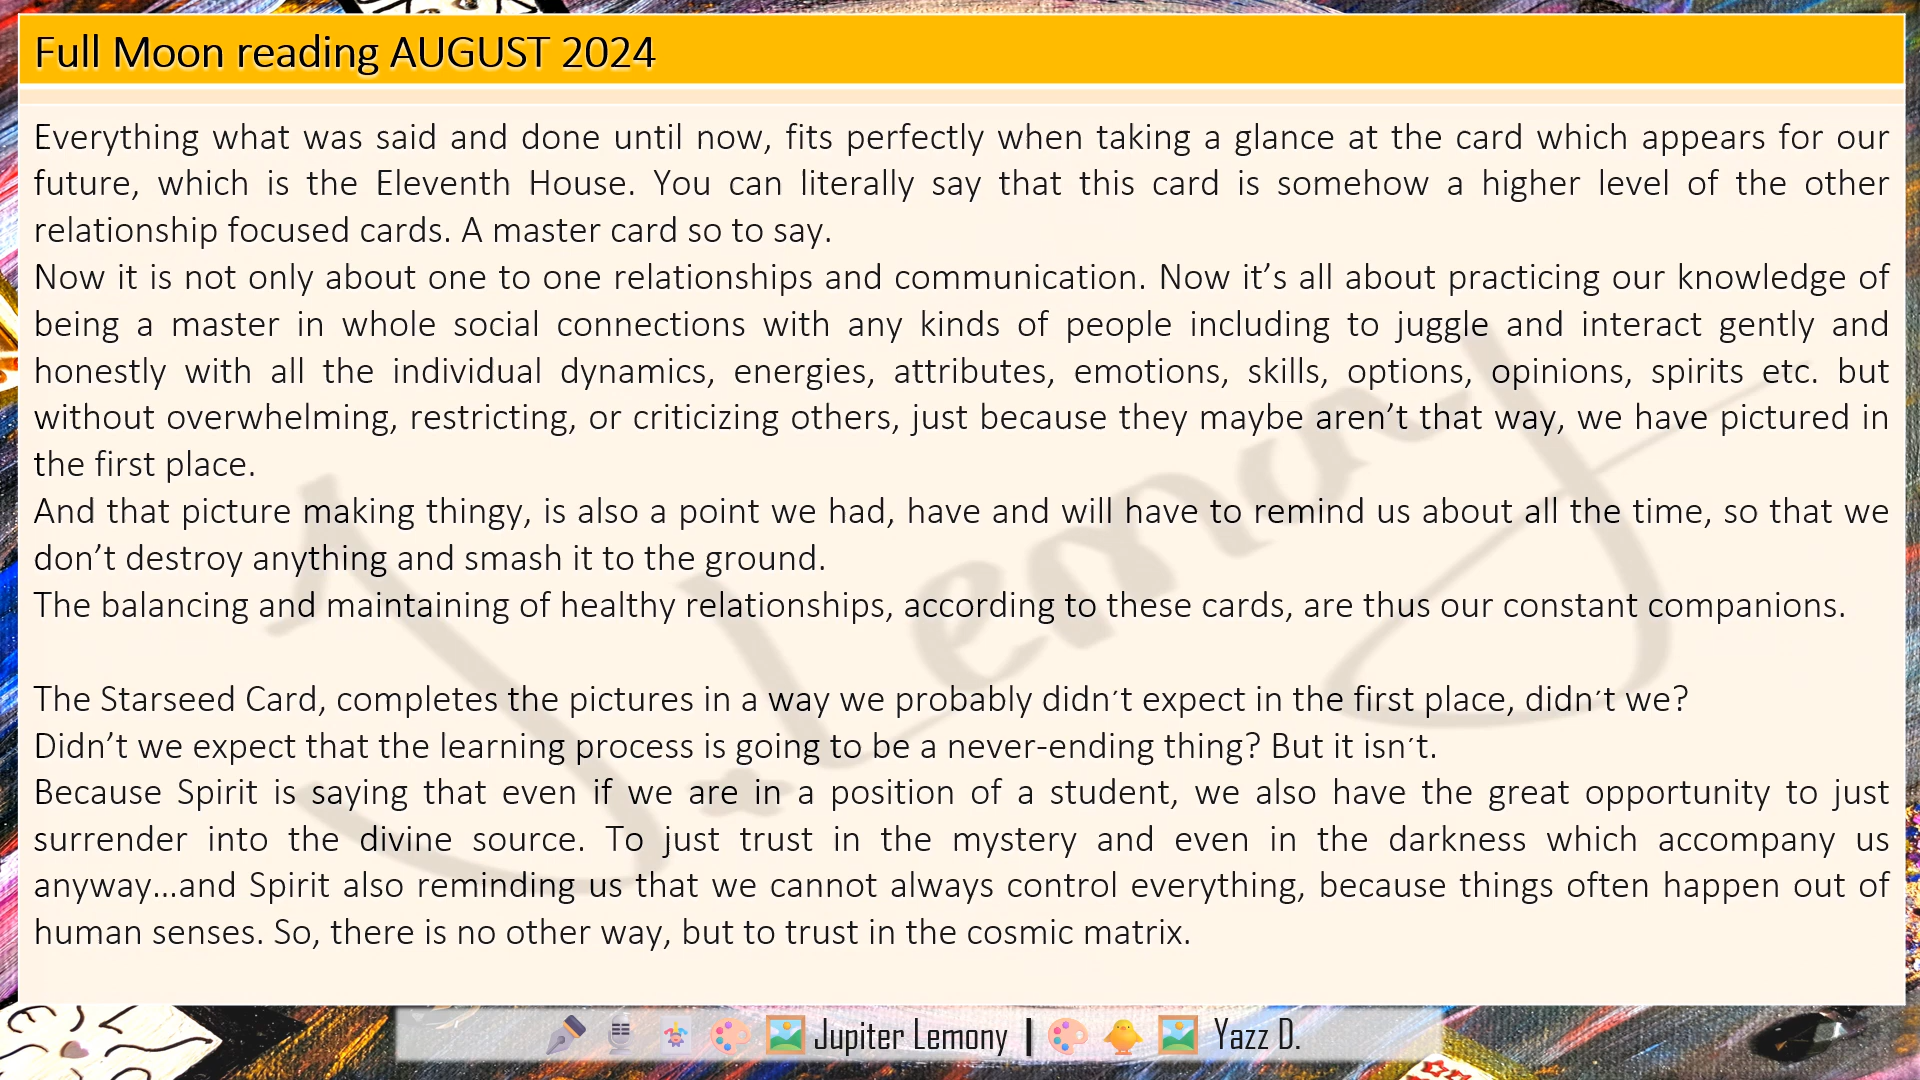 Full Moon reading AUGUST 2024
Everything what was said and done until now, fits perfectly when taking a glance at the card which appears for our
future, which is the Eleventh House. You can literally say that this card is somehow a higher level of the other
relationship focused cards. A master card so to say.
Now it is not only about one to one relationships and communication. Now it’s all about practicing our knowledge of
being a master in whole social connections with any kinds of people including to juggle and interact gently and
honestly with all the individual dynamics, energies, attributes, emotions, skills, options, opinions, spirits etc. but
without overwhelming, restricting, or criticizing others, just because they maybe aren’t that way, we have pictured in
the first place.
And that picture making thingy, is also a point we had, have and will have to remind us about all the time, so that we
don’t destroy anything and smash it to the ground.
The balancing and maintaining of healthy relationships, according to these cards, are thus our constant companions.
The Starseed Card, completes the pictures in a way we probably didn´t expect in the first place, didn´t we?
Didn’t we expect that the learning process is going to be a never-ending thing? But it isn´t.
Because Spirit is saying that even if we are in a position of a student, we also have the great opportunity to just
surrender into the divine source. To just trust in the mystery and even in the darkness which accompany us
anyway…and Spirit also reminding us that we cannot always control everything, because things often happen out of
human senses. So, there is no other way, but to trust in the cosmic matrix.
J. Lemony
Jupiter Lemony | Yazz D.